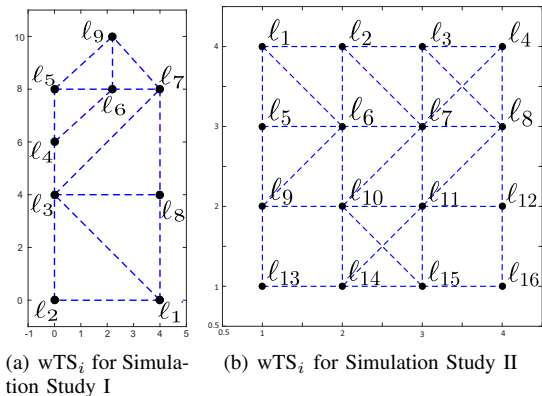 10
8
6
4
2
0
-1 0 1 2 3 4 5
ℓ9
ℓ5
ℓ7
ℓ6
ℓ4
ℓ3
ℓ8
ℓ2
ℓ1
(a) wTSi for Simula-
tion Study I
4
3
2
1
0.5
1 2 3 4
ℓ1 ℓ2 ℓ3 ℓ4
ℓ5 ℓ6 ℓ7 ℓ8
ℓ9 ℓ10 ℓ11 ℓ12
ℓ13 ℓ14 ℓ15 ℓ16
(b) wTSi for Simulation Study II